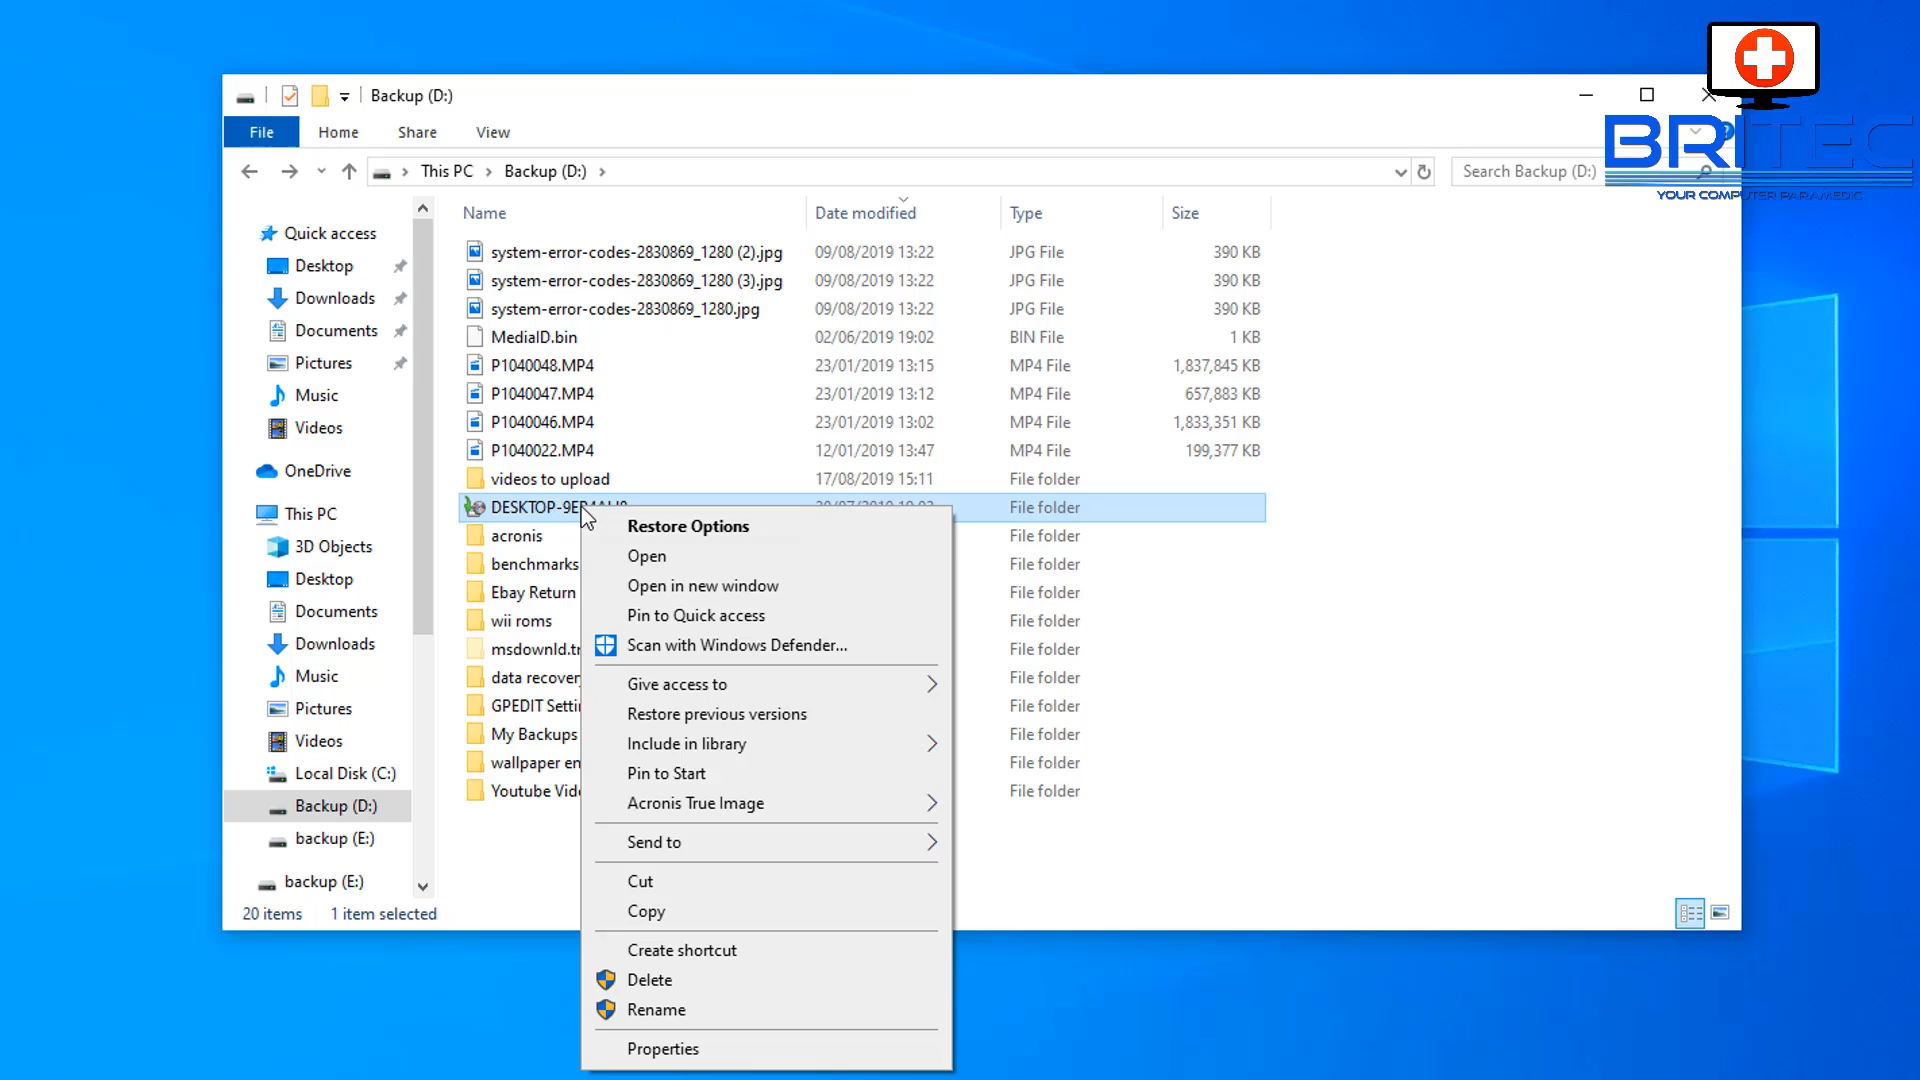 Backup (D:)
File
Home
Share
View
This PC
Backup (D:)
Search Backup (D:)
BRITEC
YOUR COMPUTER PARAMEDIC
Name
Date modified
Type
Size
Quick access
Desktop
Downloads
Documents
Pictures
Music
Videos
OneDrive
This PC
3D Objects
Desktop
Documents
Downloads
Music
Pictures
Videos
Local Disk (C:)
Backup (D:)
backup (E:)
backup (E:)
system-error-codes-2830869_1280 (2).jpg 09/08/2019 13:22 JPG File 390 KB
system-error-codes-2830869_1280 (3).jpg 09/08/2019 13:22 JPG File 390 KB
system-error-codes-2830869_1280.jpg 09/08/2019 13:22 JPG File 390 KB
MediaID.bin 02/06/2019 19:02 BIN File 1 KB
P1040048.MP4 23/01/2019 13:15 MP4 File 1,837,845 KB
P1040047.MP4 23/01/2019 13:12 MP4 File 657,883 KB
P1040046.MP4 23/01/2019 13:02 MP4 File 1,833,351 KB
P1040022.MP4 12/01/2019 13:47 MP4 File 199,377 KB
videos to upload 17/08/2019 15:11 File folder
File folder
acronis File folder
benchmarks File folder
Ebay Return File folder
wii roms File folder
File folder
data File folder
GPEDIT File folder
My Backups File folder
wallpaper File folder
Youtube File folder
Restore Options
Open
Open in new window
Pin to Quick access
Scan with Windows Defender...
Give access to
Restore previous versions
Include in library
Pin to Start
Acronis True Image
Send to
Cut
Copy
Create shortcut
Delete
Rename
Properties
20 items
1 item selected